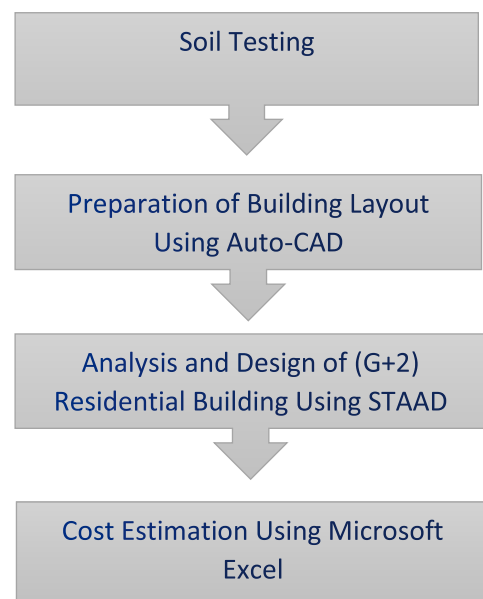 Soil Testing
Preparation of Building Layout
Using Auto-CAD
Analysis and Design of (G+2)
Residential Building Using STAAD
Cost Estimation Using Microsoft
Excel